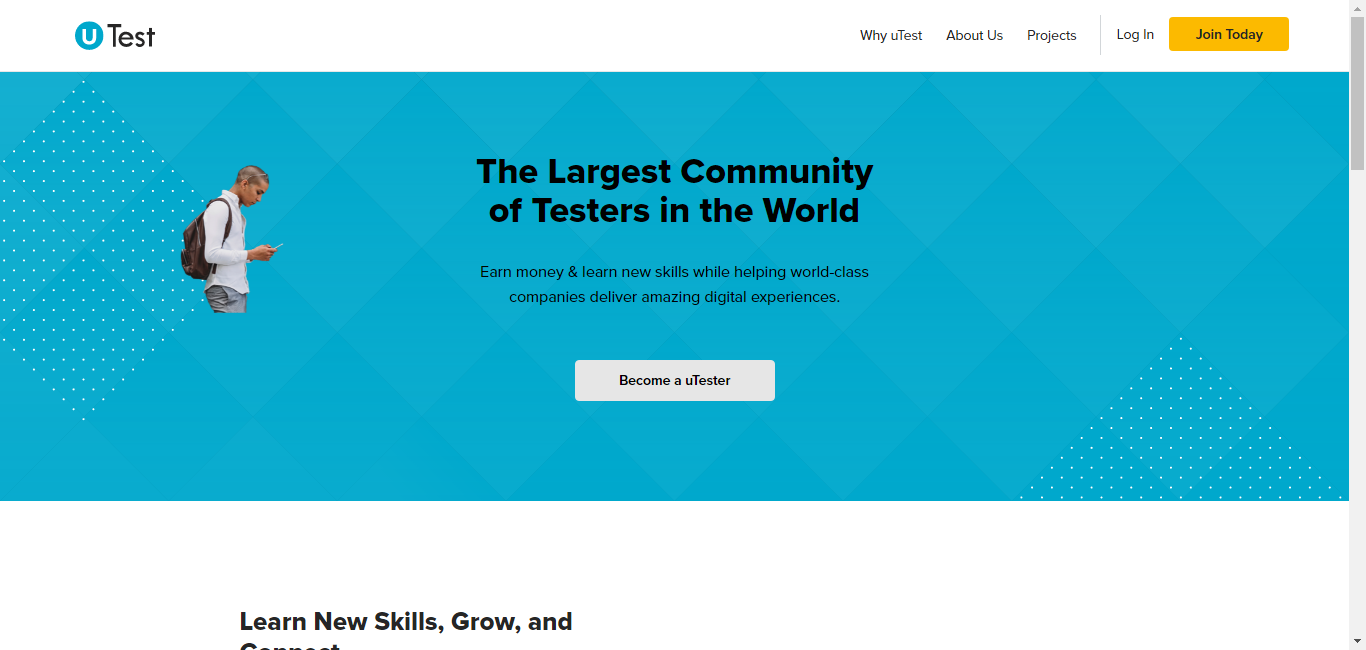 uTest
Why uTest
About Us
Projects
Log In
Join Today
The Largest Community
of Testers in the World
Earn money & learn new skills while helping world-class
companies deliver amazing digital experiences.
Become a uTester
Learn New Skills, Grow, and
Connect